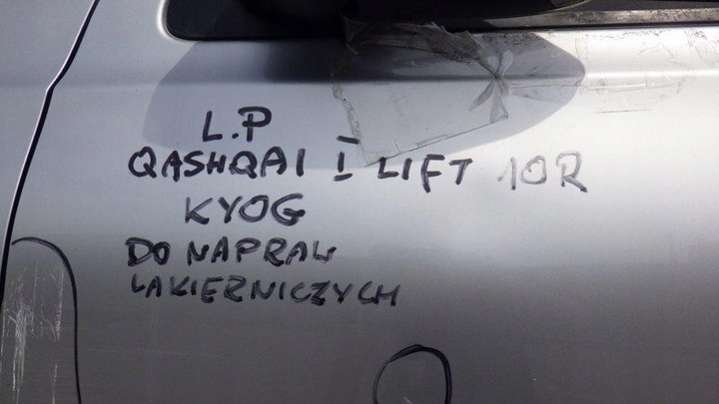 L.P
QASHQAI I LIFT 10R
KYOG
DO NAPRAW
LAKIERNICZYCH